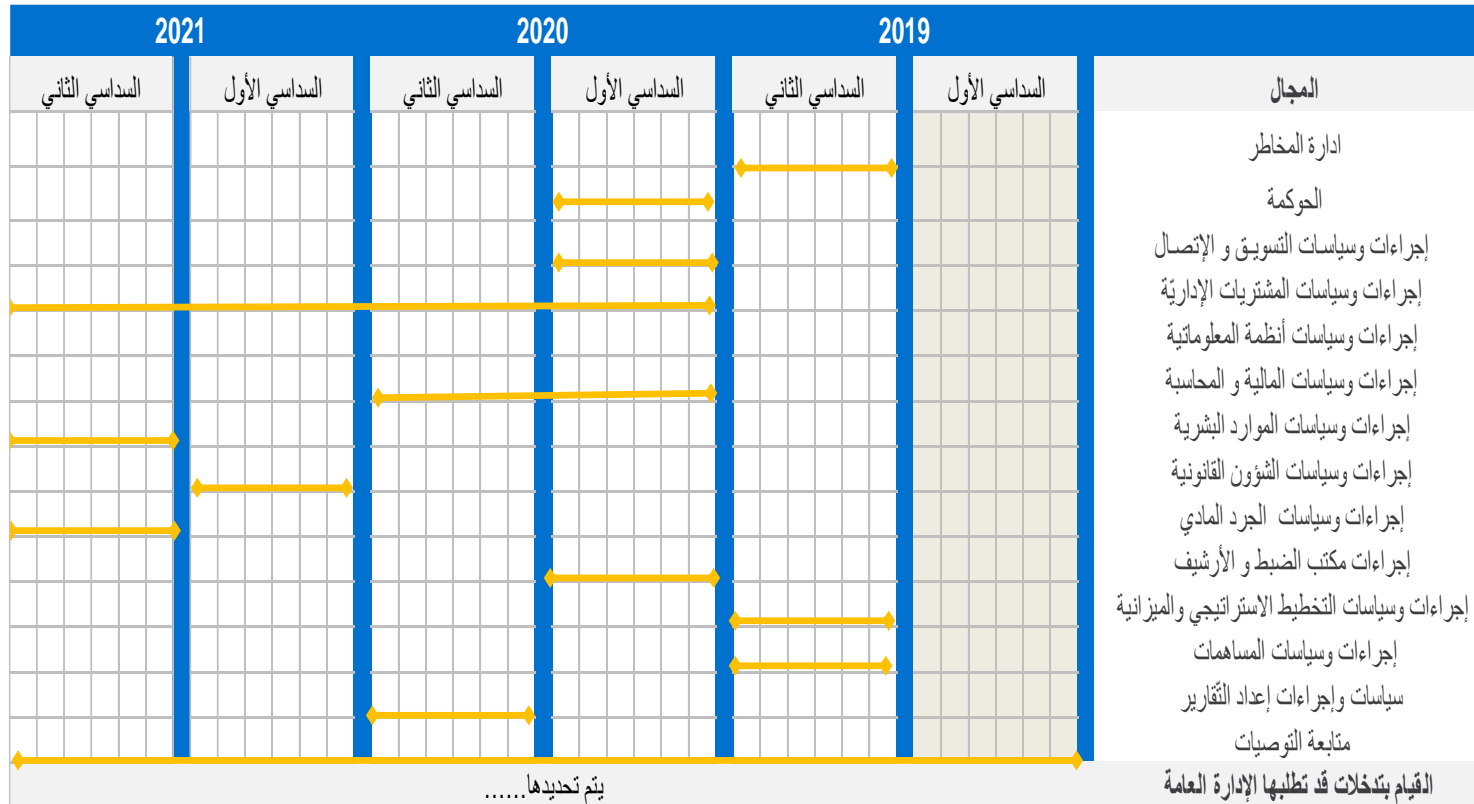 2019
2020
2021
المجال
السداسي الأول
السداسي الثاني
السداسي الأول
السداسي الثاني
السداسي الأول
السداسي الثاني
ادارة المخاطر
الحوكمة
إجراءات وسياسات التسويق و الإتصال
إجراءات وسياسات المشتريات الإداريّة
إجراءات وسياسات أنظمة المعلوماتية
إجراءات وسياسات المالية و المحاسبة
إجراءات وسياسات الموارد البشرية
إجراءات وسياسات الشؤون القانونية
إجراءات وسياسات الجرد المادي
إجراءات مكتب الضبط و الأرشيف
إجراءات وسياسات التخطيط الاستراتيجي والميزانية
إجراءات وسياسات المساهمات
سياسات وإجراءات إعداد التّقارير
متابعة التوصيات
القيام بتدخلات قد تطلبها الإدارة العامة
يتم تحديدها......